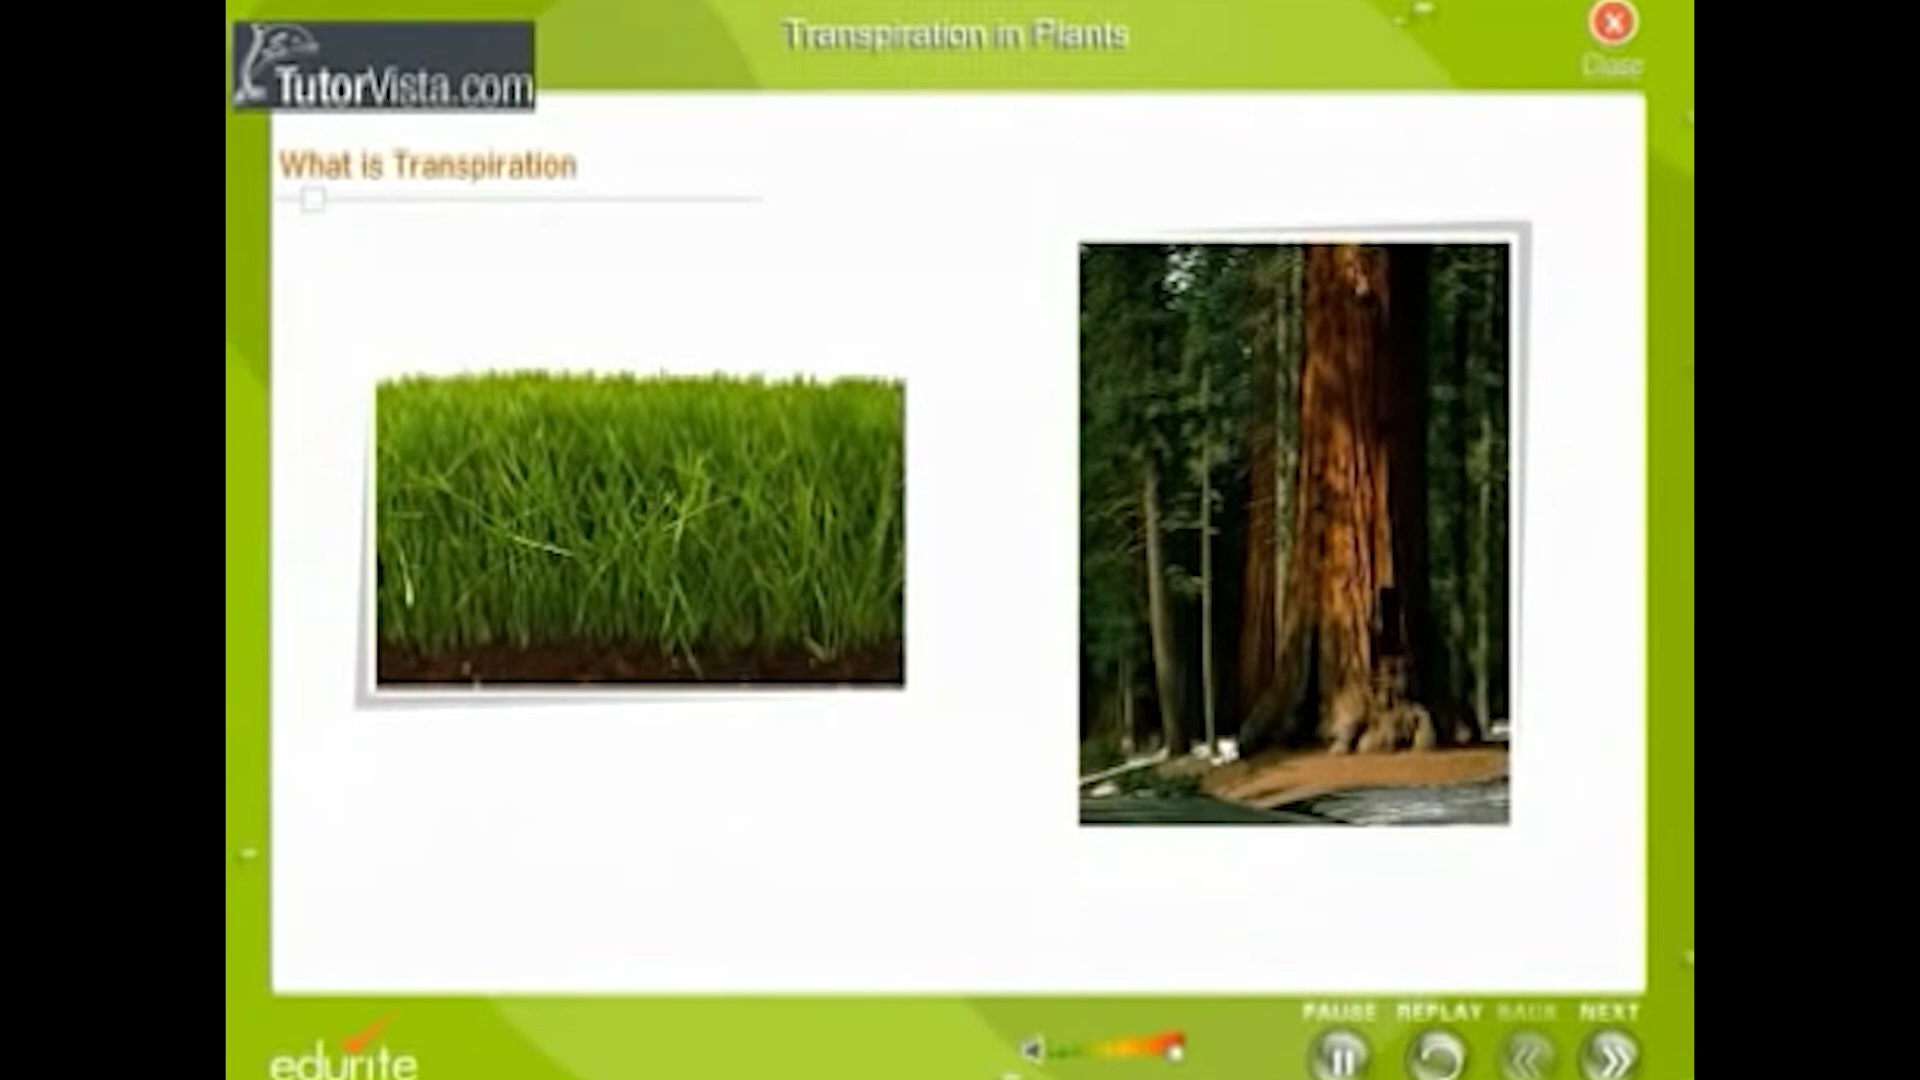 Transpiration in Plants
Close
TutorVista.com
What is Transpiration
PAUSE REPLAY BACK NEXT
edurite